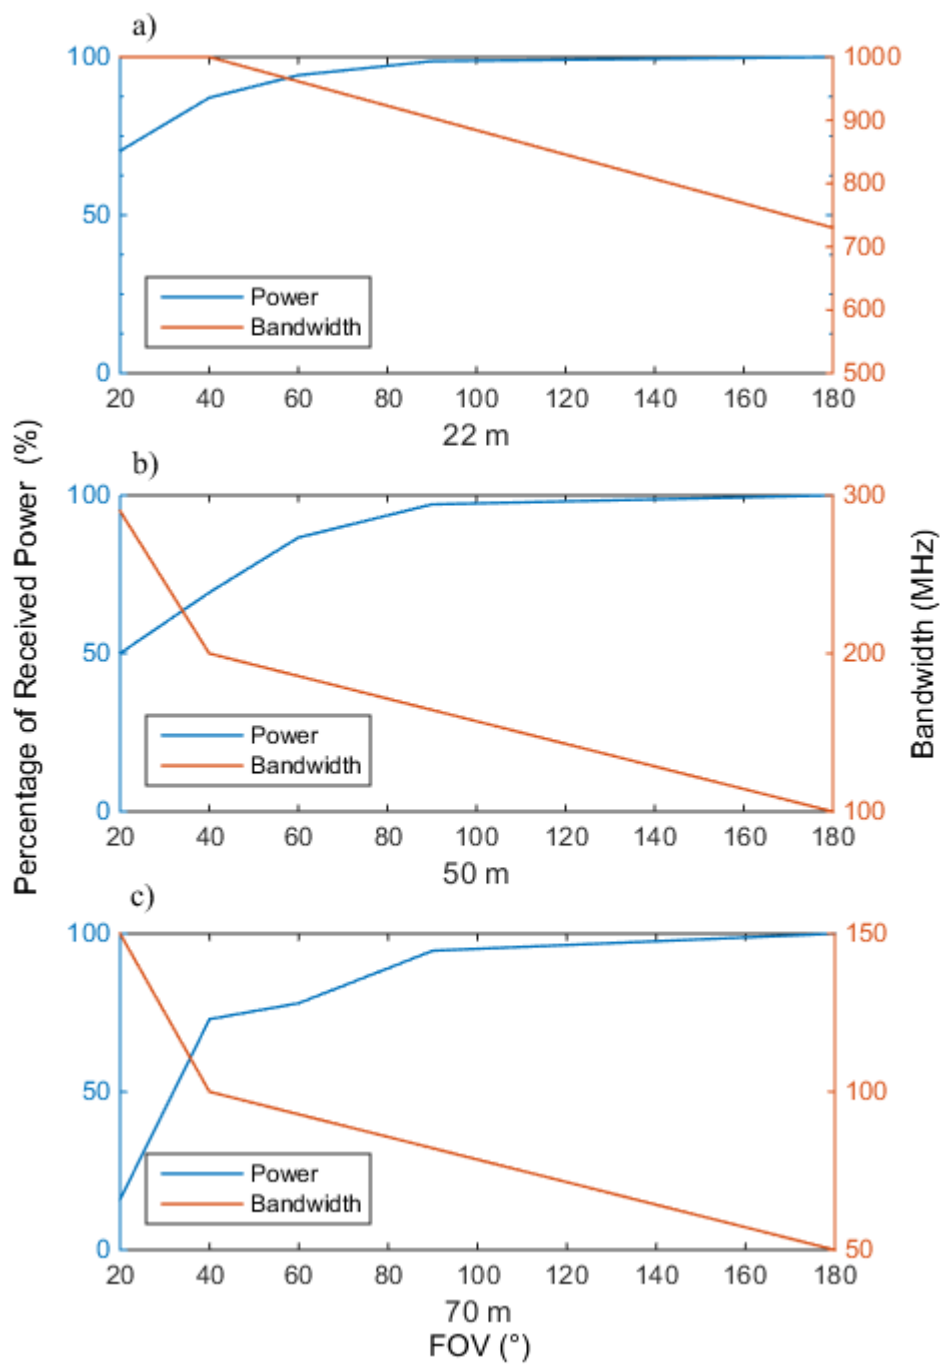 a)
100 50 0
1000 900 800 700 600 500
Power
Bandwidth
20 40 60 80 100 120 140 160 180
22 m
b)
100 50 0
300 200 100
Power
Bandwidth
20 40 60 80 100 120 140 160 180
50 m
c)
100 50 0
150 100 50
Power
Bandwidth
20 40 60 80 100 120 140 160 180
70 m
FOV (°)
Percentage of Received Power (%)
Bandwidth (MHz)